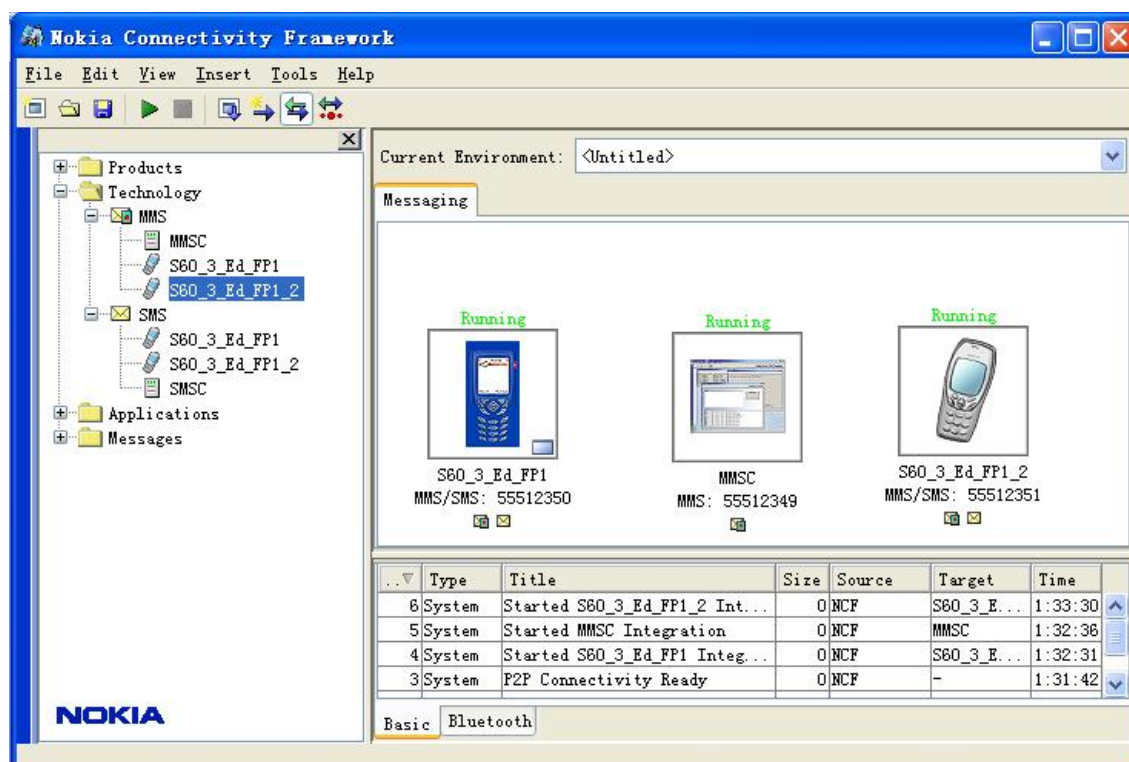 Nokia Connectivity Framework
File Edit View Insert Tools Help
Current Environment: <Untitled>
Messaging
Products
Technology
MMS
MMSC
S60_3_Ed_FP1
S60_3_Ed_FP1_2
SMS
S60_3_Ed_FP1
S60_3_Ed_FP1_2
SMSC
Applications
Messages
NOKIA
Running
S60_3_Ed_FP1
MMS/SMS: 55512350
Running
MMSC
MMS: 55512349
Running
S60_3_Ed_FP1_2
MMS/SMS: 55512351
.. Type Title Size Source Target Time
6 System Started S60_3_Ed_FP1_2 Int... 0 NCF S60_3_E... 1:33:30
5 System Started MMSC Integration 0 NCF MMSC 1:32:36
4 System Started S60_3_Ed_FP1 Integ... 0 NCF S60_3_E... 1:32:31
3 System P2P Connectivity Ready 0 NCF - 1:31:42
Basic Bluetooth